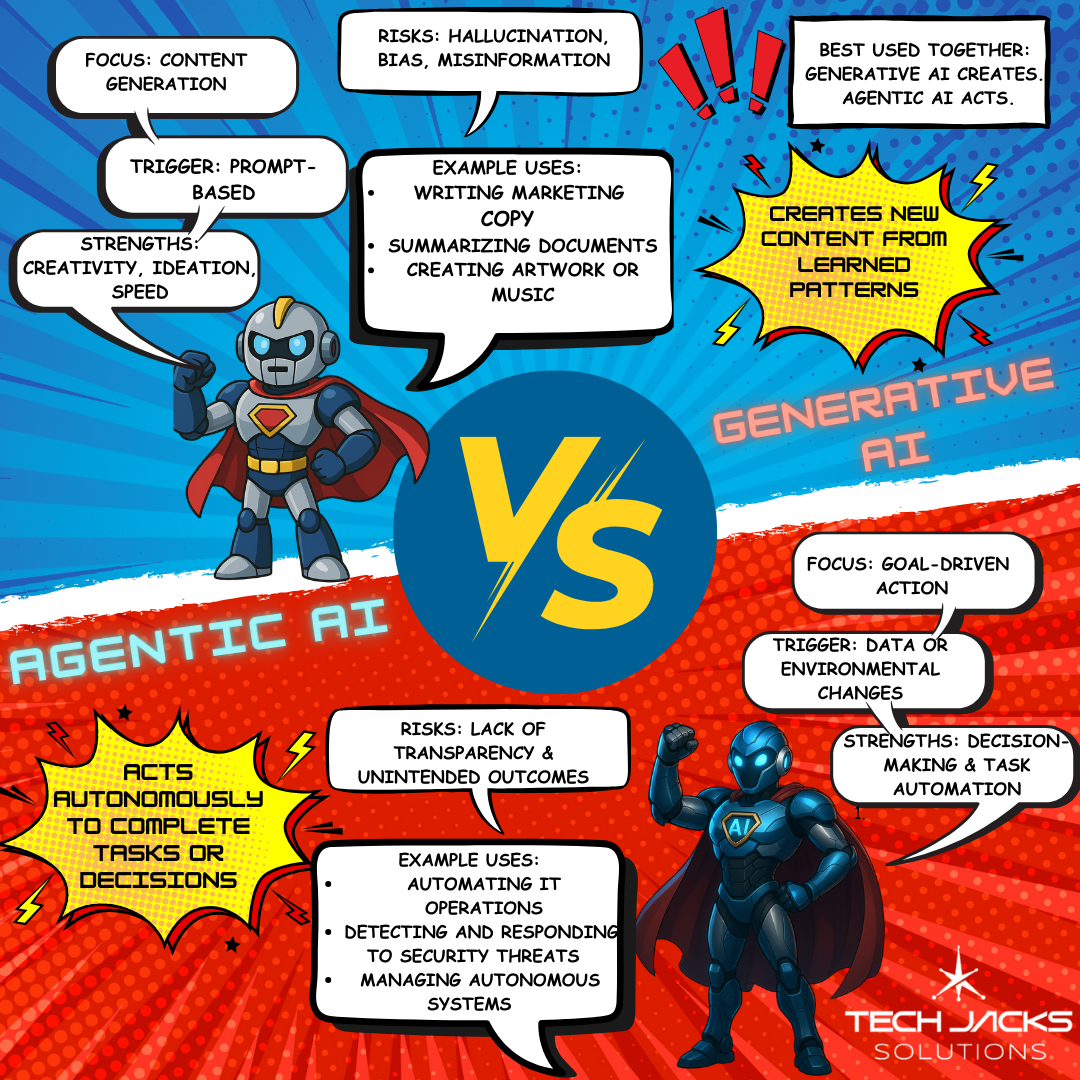 FOCUS: CONTENT
GENERATION
TRIGGER: PROMPT-
BASED
STRENGTHS:
CREATIVITY, IDEATION,
SPEED
RISKS: HALLUCINATION,
BIAS, MISINFORMATION
EXAMPLE USES:
• WRITING MARKETING
COPY
• SUMMARIZING DOCUMENTS
• CREATING ARTWORK OR
MUSIC
BEST USED TOGETHER:
GENERATIVE AI CREATES.
AGENTIC AI ACTS.
CREATES NEW
CONTENT FROM
LEARNED
PATTERNS
GENERATIVE
AI
VS
AGENTIC AI
ACTS
AUTONOMOUSLY
TO COMPLETE
TASKS OR
DECISIONS
RISKS: LACK OF
TRANSPARENCY &
UNINTENDED OUTCOMES
EXAMPLE USES:
• AUTOMATING IT
OPERATIONS
• DETECTING AND RESPONDING
TO SECURITY THREATS
• MANAGING AUTONOMOUS
SYSTEMS
FOCUS: GOAL-DRIVEN
ACTION
TRIGGER: DATA OR
ENVIRONMENTAL
CHANGES
STRENGTHS: DECISION-
MAKING & TASK
AUTOMATION
1.
AI
TECH JACKS
SOLUTIONS